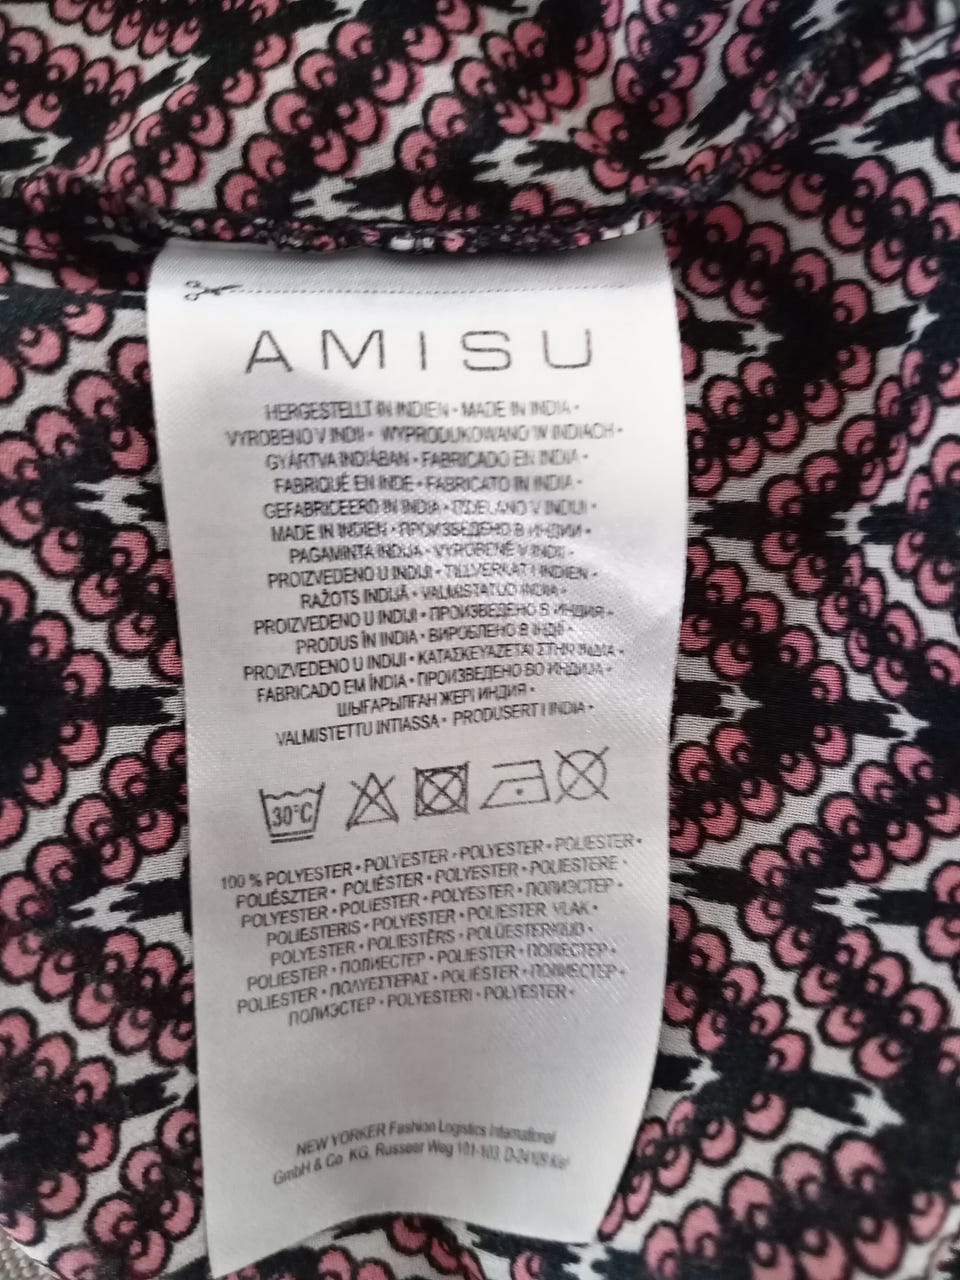 AMISU
HERGESTELLT IN INDIEN • MADE IN INDIA •
VYROBENO V INDII • WYPRODUKOWANO W INDIACH •
GYÁRTVA INDIÁBAN • FABRICADO EN INDIA •
FABRIQUÉ EN INDE • FABRICATO IN INDIA •
GEFABRICEERD IN INDIA • IZDELANO V INDIJI •
MADE IN INDIEN • ПРОИЗВЕДЕНО В ИНДИИ •
PAGAMINTA INDIJA • VYROBENÉ V INDII •
PROIZVEDENO U INDIJI • TILLVERKAT I INDIEN •
RAŽOTS INDIJĀ • VALMISTATUD INDIA •
PROIZVEDENO U INDIJI • ПРОИЗВЕДЕНО В ИНДИЯ •
PRODUS ÎN INDIA • ВИРОБЛЕНО В ІНДІЇ •
PROIZVEDENO U INDIJI • ΚΑΤΑΣΚΕΥΑΖΕΤΑΙ ΣΤΗΝ ΙΝΔΙΑ •
FABRICADO EM ÍNDIA • ПРОИЗВЕДЕНО ВО ИНДИЈА •
ШЫҒАРЫЛҒАН ЖЕРІ ИНДИЯ •
VALMISTETTU INTIASSA • PRODUSERT I INDIA •
30°C
100 % POLYESTER • POLYESTER • POLYESTER • POLIESTER •
POLIÉSZTER • POLIÉSTER • POLYESTER • POLIESTERE •
POLYESTER • POLIESTER • POLYESTER • ПОЛИЭСТЕР •
POLIESTERIS • POLYESTER • POLIESTER VLAK •
POLYESTER • POLIESTĒRS • POLÜESTERKIUD •
POLIESTER • ПОЛИЕСТЕР • POLIESTER • ПОЛІЕСТЕР •
POLIESTER • ΠΟΛΥΕΣΤΕΡΑΣ • POLIÉSTER • ПОЛИЕСТЕР •
ПОЛИЭСТЕР • POLYESTERI • POLYESTER •
NEW YORKER Fashion Logistics International
GmbH & Co. KG, Russeer Weg 101-103, D-24109 Kiel